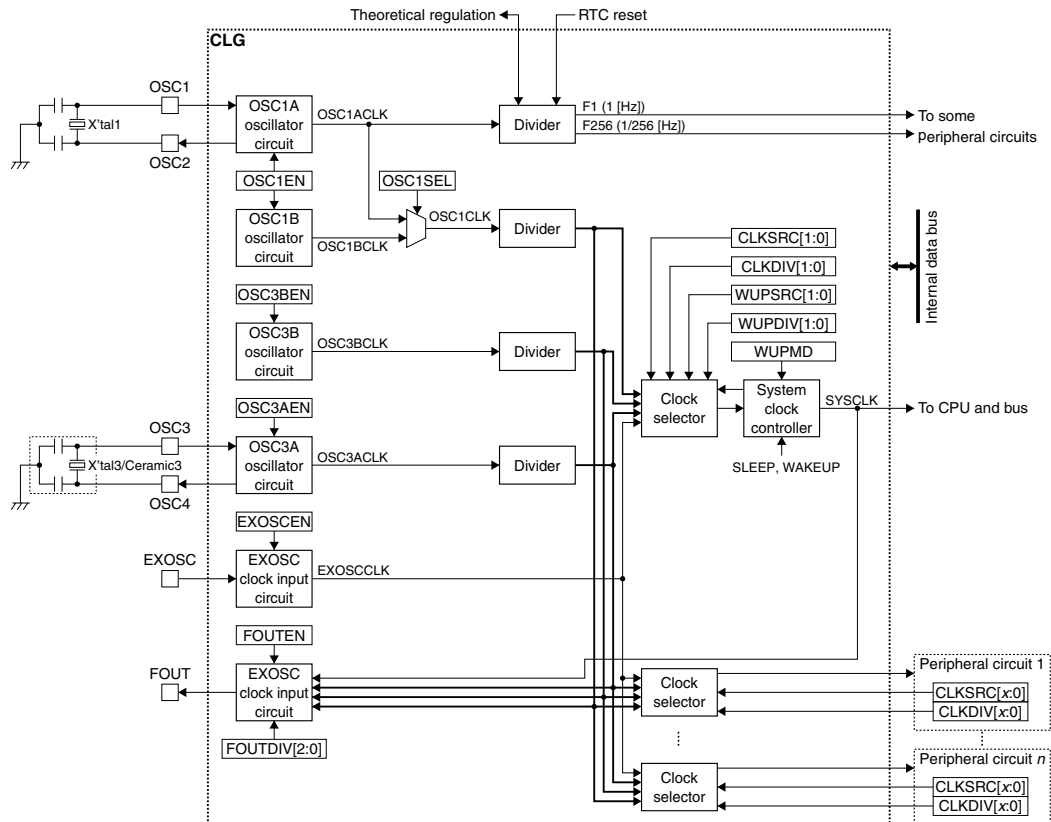 Theoretical regulation
RTC reset
CLG
OSC1
X'tal1
OSC2
OSC1A
oscillator
circuit
OSC1ACLK
Divider
F1 (1 [Hz])
F256 (1/256 [Hz])
To some
peripheral circuits
OSC1EN
OSC1SEL
OSC1B
oscillator
circuit
OSC1BCLK
OSC1CLK
Divider
CLKSRC[1:0]
CLKDIV[1:0]
WUPSRC[1:0]
WUPDIV[1:0]
WUPMD
Internal data bus
OSC3BEN
OSC3B
oscillator
circuit
OSC3BCLK
Divider
Clock
selector
System
clock
controller
SYSCLK
To CPU and bus
SLEEP, WAKEUP
OSC3AEN
OSC3
X'tal3/Ceramic3
OSC4
OSC3A
oscillator
circuit
OSC3ACLK
Divider
EXOSCEN
EXOSC
EXOSC
clock input
circuit
EXOSCCLK
FOUTEN
FOUT
EXOSC
clock input
circuit
FOUTDIV[2:0]
Clock
selector
Peripheral circuit 1
CLKSRC[x:0]
CLKDIV[x:0]
...
Clock
selector
Peripheral circuit n
CLKSRC[x:0]
CLKDIV[x:0]